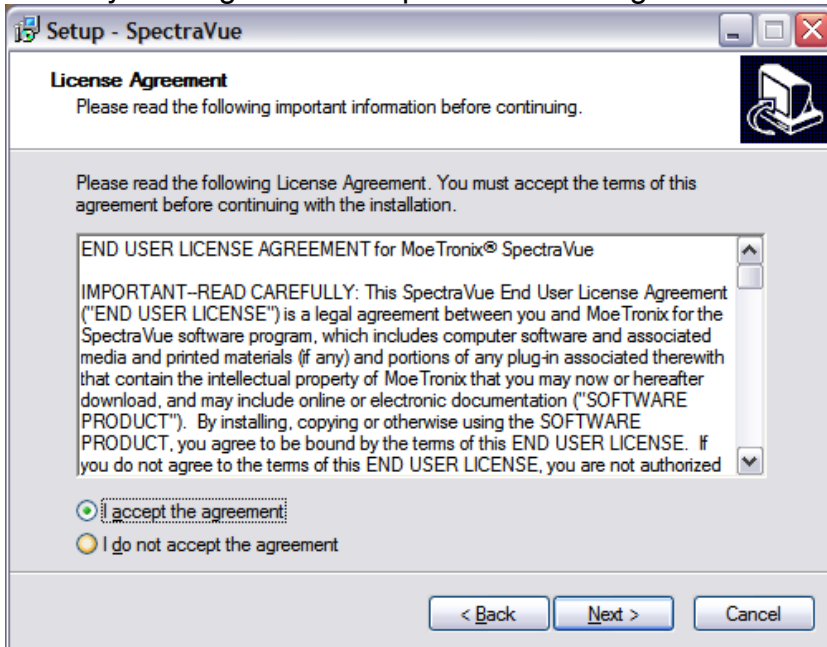 Setup - SpectraVue
License Agreement
Please read the following important information before continuing.
Please read the following License Agreement. You must accept the terms of this
agreement before continuing with the installation.
END USER LICENSE AGREEMENT for MoeTronix® SpectraVue
IMPORTANT--READ CAREFULLY: This SpectraVue End User License Agreement
("END USER LICENSE") is a legal agreement between you and MoeTronix for the
SpectraVue software program, which includes computer software and associated
media and printed materials (if any) and portions of any plug-in associated therewith
that contain the intellectual property of MoeTronix that you may now or hereafter
download, and may include online or electronic documentation ("SOFTWARE
PRODUCT"). By installing, copying or otherwise using the SOFTWARE
PRODUCT, you agree to be bound by the terms of this END USER LICENSE. If
you do not agree to the terms of this END USER LICENSE, you are not authorized
I accept the agreement
I do not accept the agreement
< Back Next > Cancel